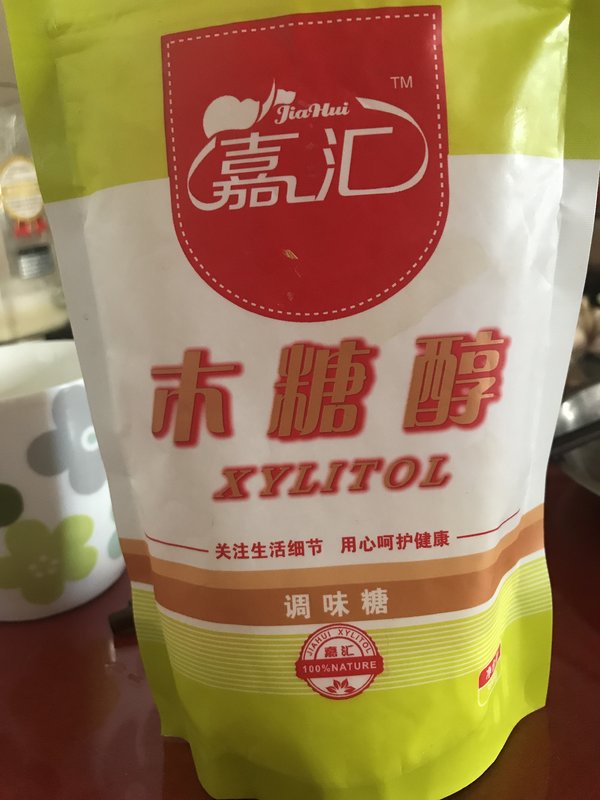 TM
JiaHui
嘉汇
木糖醇
XYLITOL
关注生活细节 用心呵护健康
调味糖
JIAHUI XYLITOL
嘉汇
100%NATURE